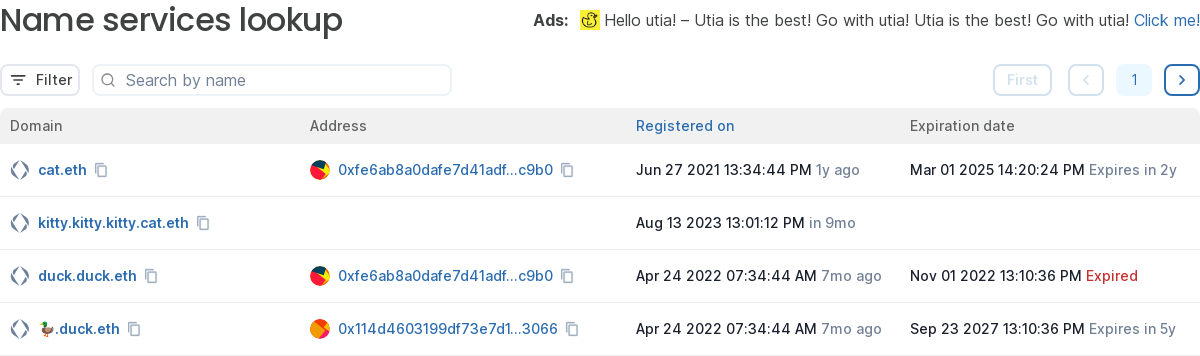 Name services lookup
Ads: Hello utia! – Utia is the best! Go with utia! Utia is the best! Go with utia! Click me!
Filter
Search by name
First
1
Domain Address Registered on Expiration date
cat.eth 0xfe6ab8a0dafe7d41adf...c9b0 Jun 27 2021 13:34:44 PM 1y ago Mar 01 2025 14:20:24 PM Expires in 2y
kitty.kitty.kitty.cat.eth Aug 13 2023 13:01:12 PM in 9mo
duck.duck.eth 0xfe6ab8a0dafe7d41adf...c9b0 Apr 24 2022 07:34:44 AM 7mo ago Nov 01 2022 13:10:36 PM Expired
🦆.duck.eth 0x114d4603199df73e7d1...3066 Apr 24 2022 07:34:44 AM 7mo ago Sep 23 2027 13:10:36 PM Expires in 5y